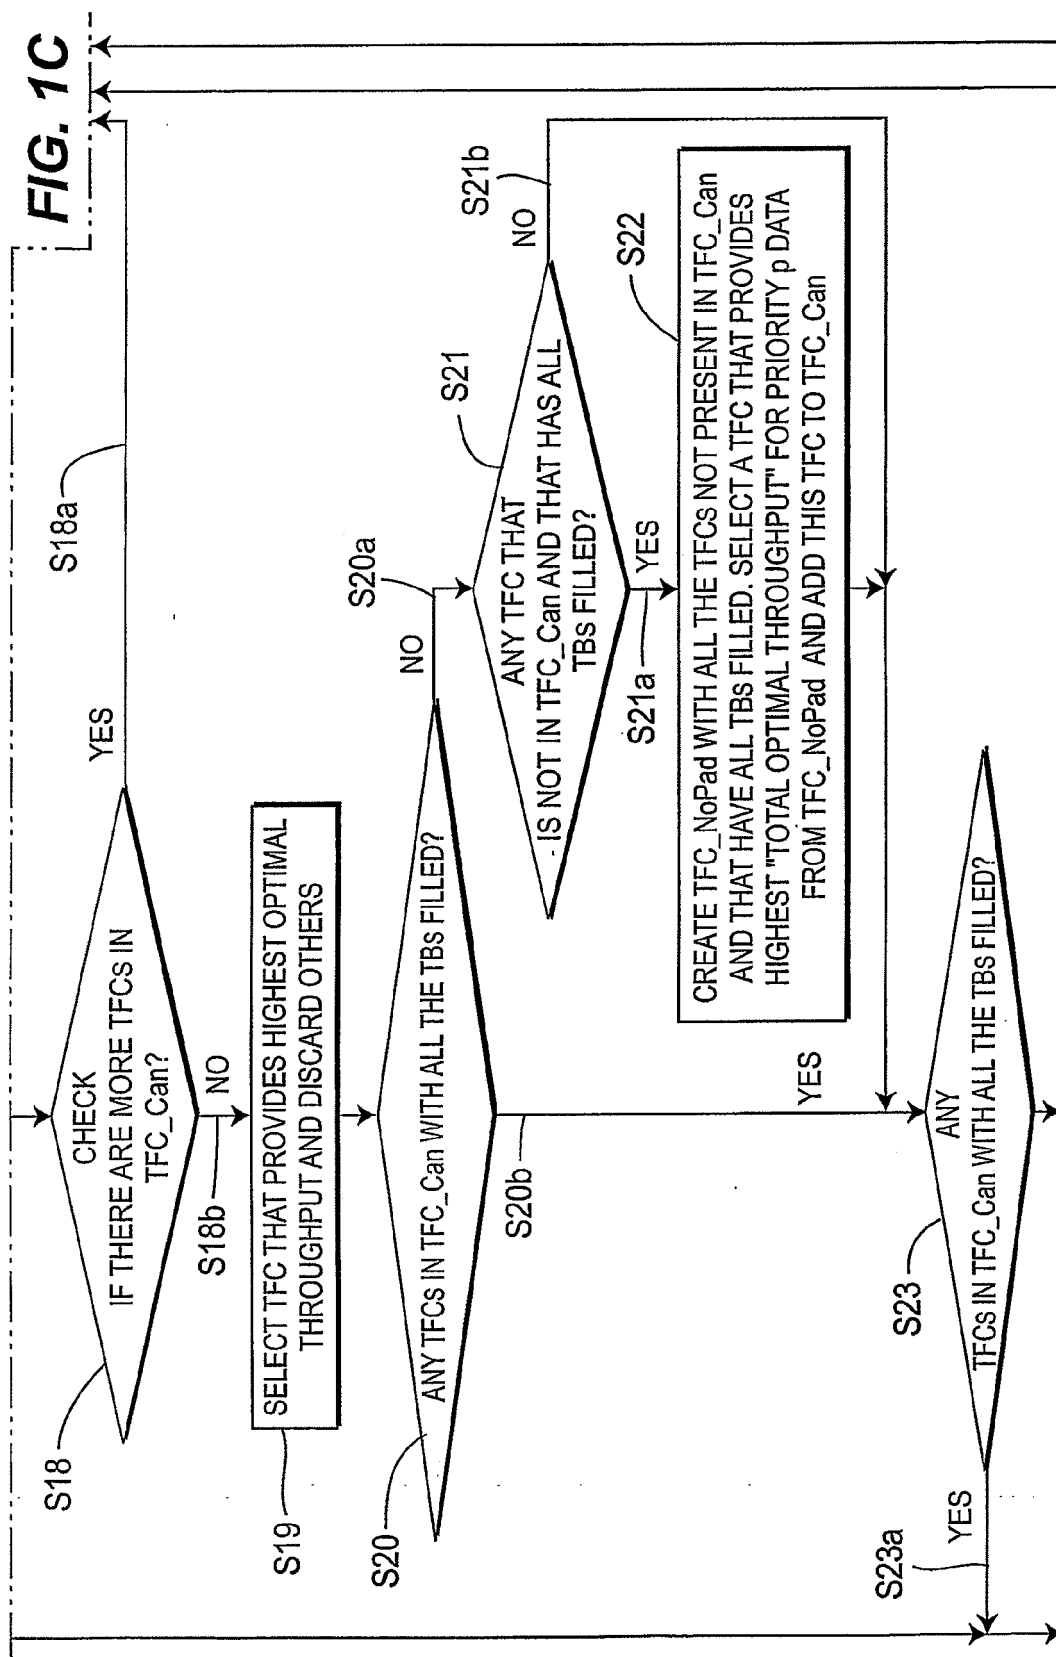 FIG. 1C
S18
CHECK
IF THERE ARE MORE TFCs IN
TFC_Can?
YES
S18a
NO
S18b
S19
SELECT TFC THAT PROVIDES HIGHEST OPTIMAL
THROUGHPUT AND DISCARD OTHERS
S20
ANY TFCs IN TFC_Can WITH ALL THE TBs FILLED?
NO
S20a
S20b
YES
S21
ANY TFC THAT
IS NOT IN TFC_Can AND THAT HAS ALL
TBs FILLED?
NO
S21b
S21a
YES
S22
CREATE TFC_NoPad WITH ALL THE TFCs NOT PRESENT IN TFC_Can
AND THAT HAVE ALL TBs FILLED. SELECT A TFC THAT PROVIDES
HIGHEST "TOTAL OPTIMAL THROUGHPUT" FOR PRIORITY p DATA
FROM TFC_NoPad AND ADD THIS TFC TO TFC_Can
S23
ANY
TFCs IN TFC_Can WITH ALL THE TBs FILLED?
YES
S23a